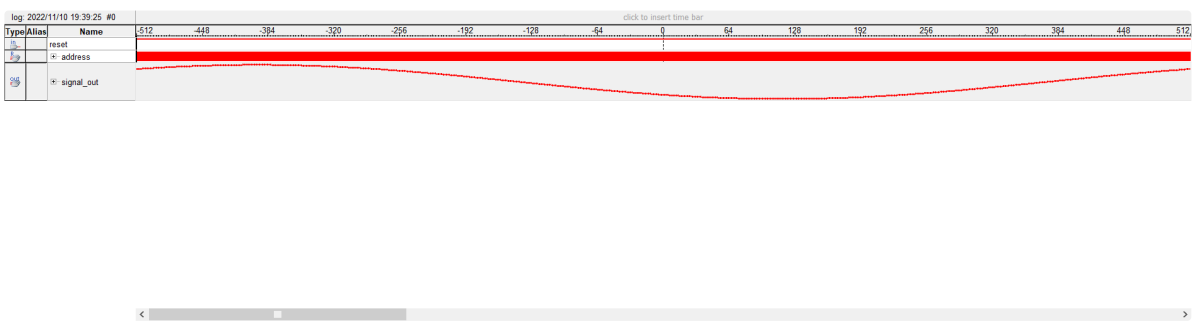 log: 2022/11/10 19:39:25 #0 click to insert time bar
Type Alias Name -512 -448 -384 -320 -256 -192 -128 -64 0 64 128 192 256 320 384 448 512
reset
address
out signal_out